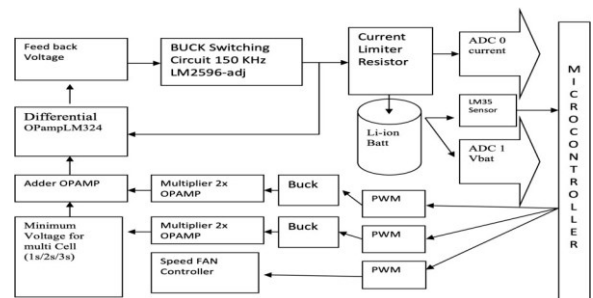 Feed back
Voltage
BUCK Switching
Circuit 150 KHz
LM2596-adj
Current
Limiter
Resistor
ADC 0
current
Differential
OPampLM324
Li-ion
Batt
LM35
Sensor
ADC 1
Vbat
Adder OPAMP
Multiplier 2x
OPAMP
Buck
PWM
Minimum
Voltage for
multi Cell
(1s/2s/3s)
Multiplier 2x
OPAMP
Buck
PWM
Speed FAN
Controller
PWM
MICROCONTROLLER